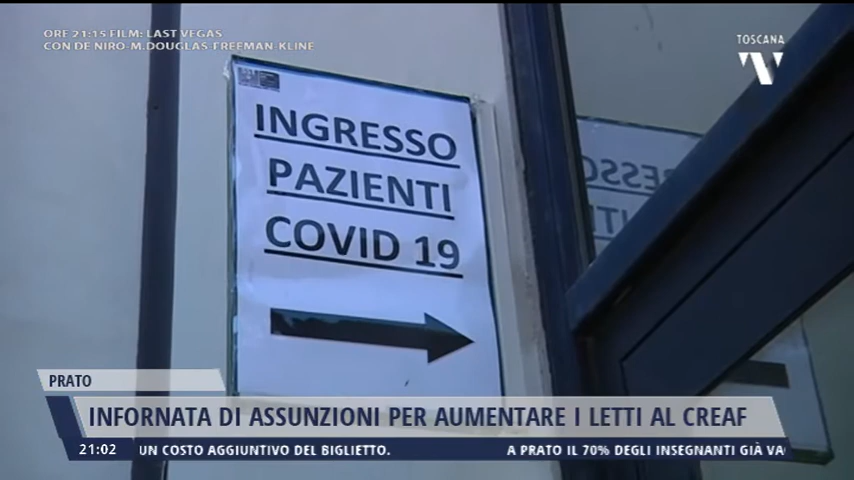 ORE 21:15 FILM: LAST VEGAS
CON DE NIRO-M.DOUGLAS-FREEMAN-KLINE
TOSCANA
TV
INGRESSO
PAZIENTI
COVID 19
PRATO
INFORNATA DI ASSUNZIONI PER AUMENTARE I LETTI AL CREAF
21:02 UN COSTO AGGIUNTIVO DEL BIGLIETTO. A PRATO IL 70% DEGLI INSEGNANTI GIÀ VA